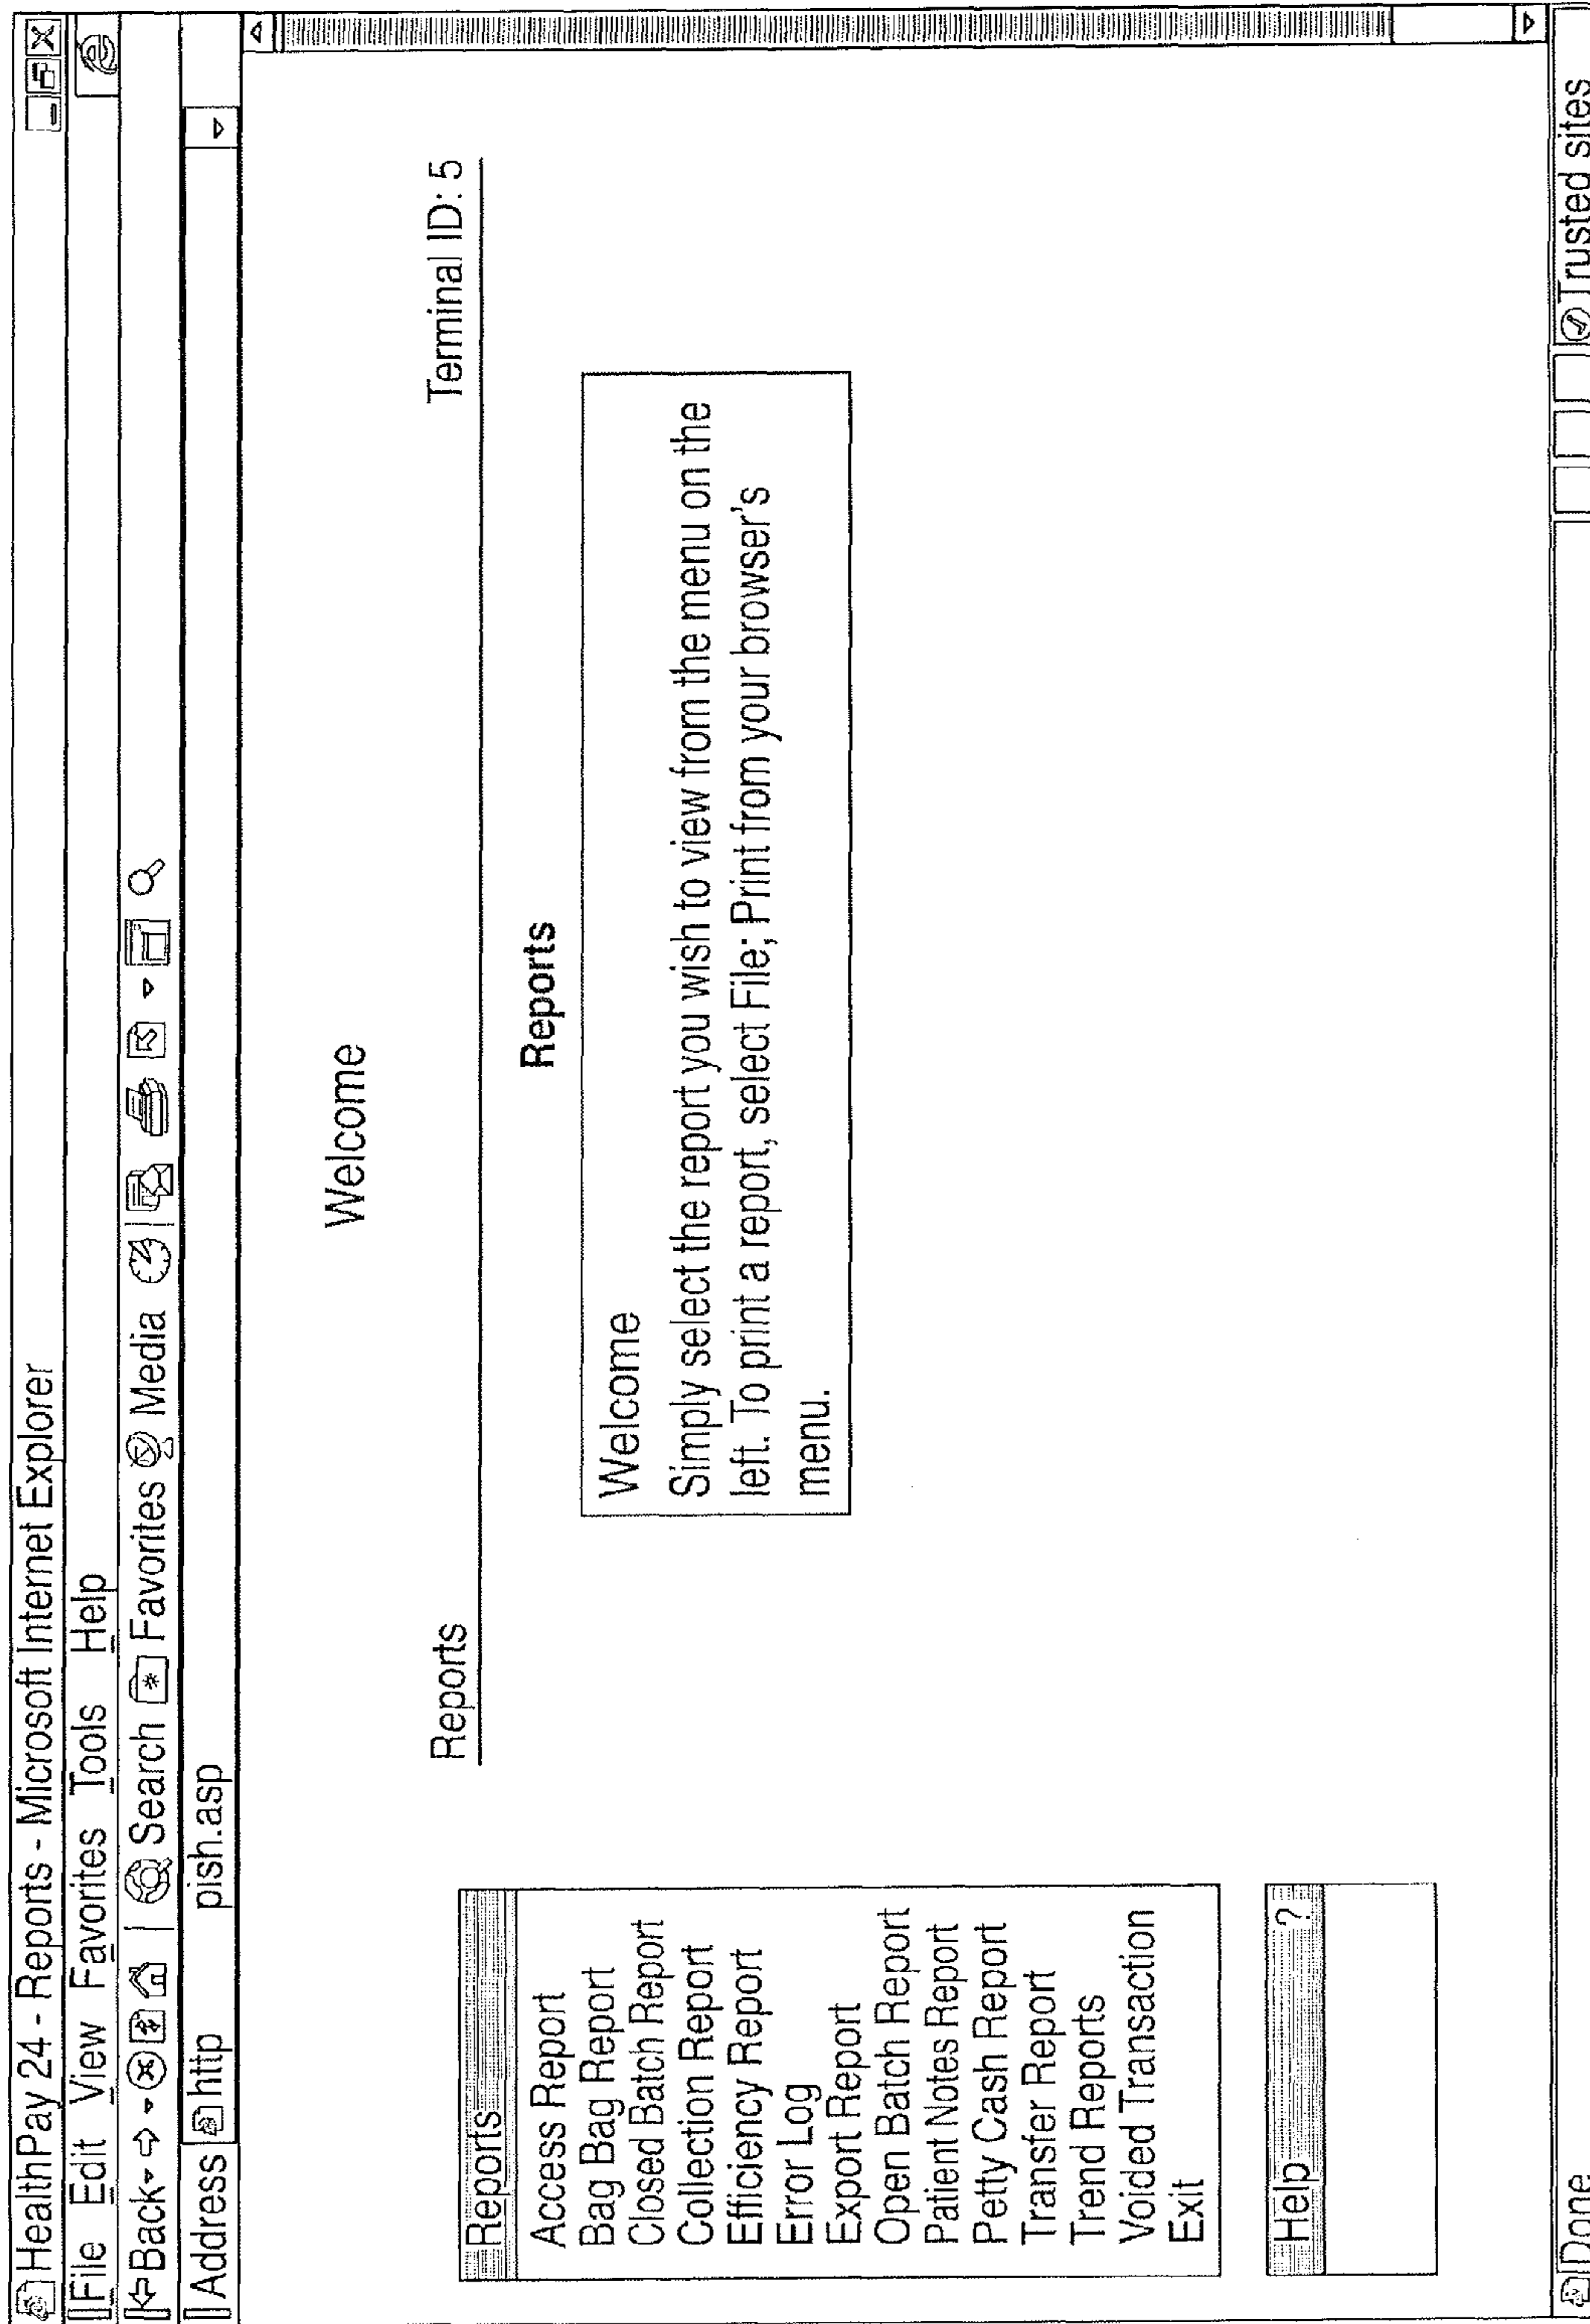 HealthPay 24 - Reports - Microsoft Internet Explorer
File Edit View Favorites Tools Help
Back Search Favorites Media
Address http pish.asp
Welcome
Reports Terminal ID: 5
Reports
Access Report
Bag Bag Report
Closed Batch Report
Collection Report
Efficiency Report
Error Log
Export Report
Open Batch Report
Patient Notes Report
Petty Cash Report
Transfer Report
Trend Reports
Voided Transaction
Exit
Help ?
Reports
Welcome
Simply select the report you wish to view from the menu on the
left. To print a report, select File; Print from your browser's
menu.
Done Trusted sites